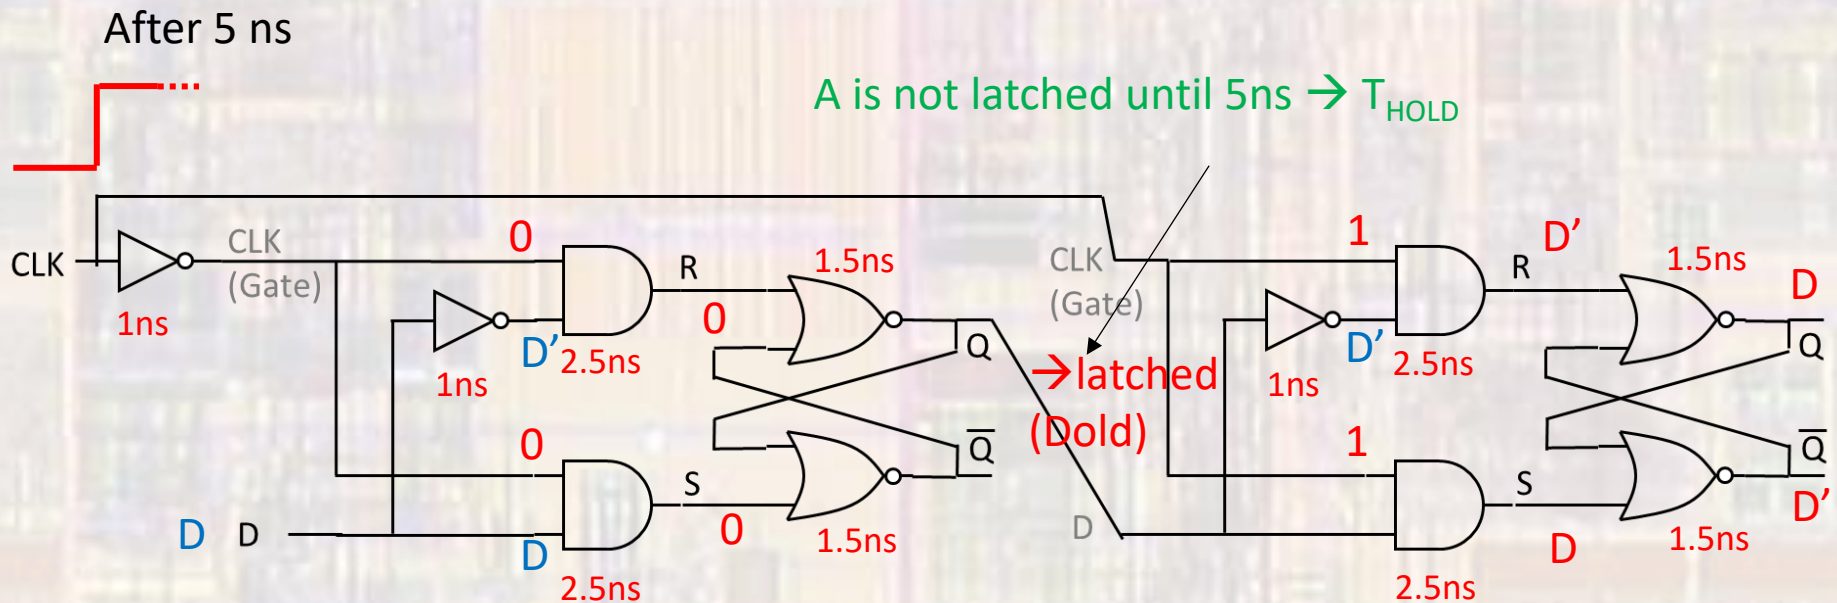 After 5 ns
A is not latched until 5ns → T_HOLD
CLK
1ns
CLK
(Gate)
0
D'
1ns
2.5ns
R
0
1.5ns
Q
0
D D
D
2.5ns
S
0
1.5ns
Q̅
→latched
(Dold)
CLK
(Gate)
D
1
D'
1ns
2.5ns
R
D'
1.5ns
D
Q
1
2.5ns
S
D
1.5ns
Q̅
D'